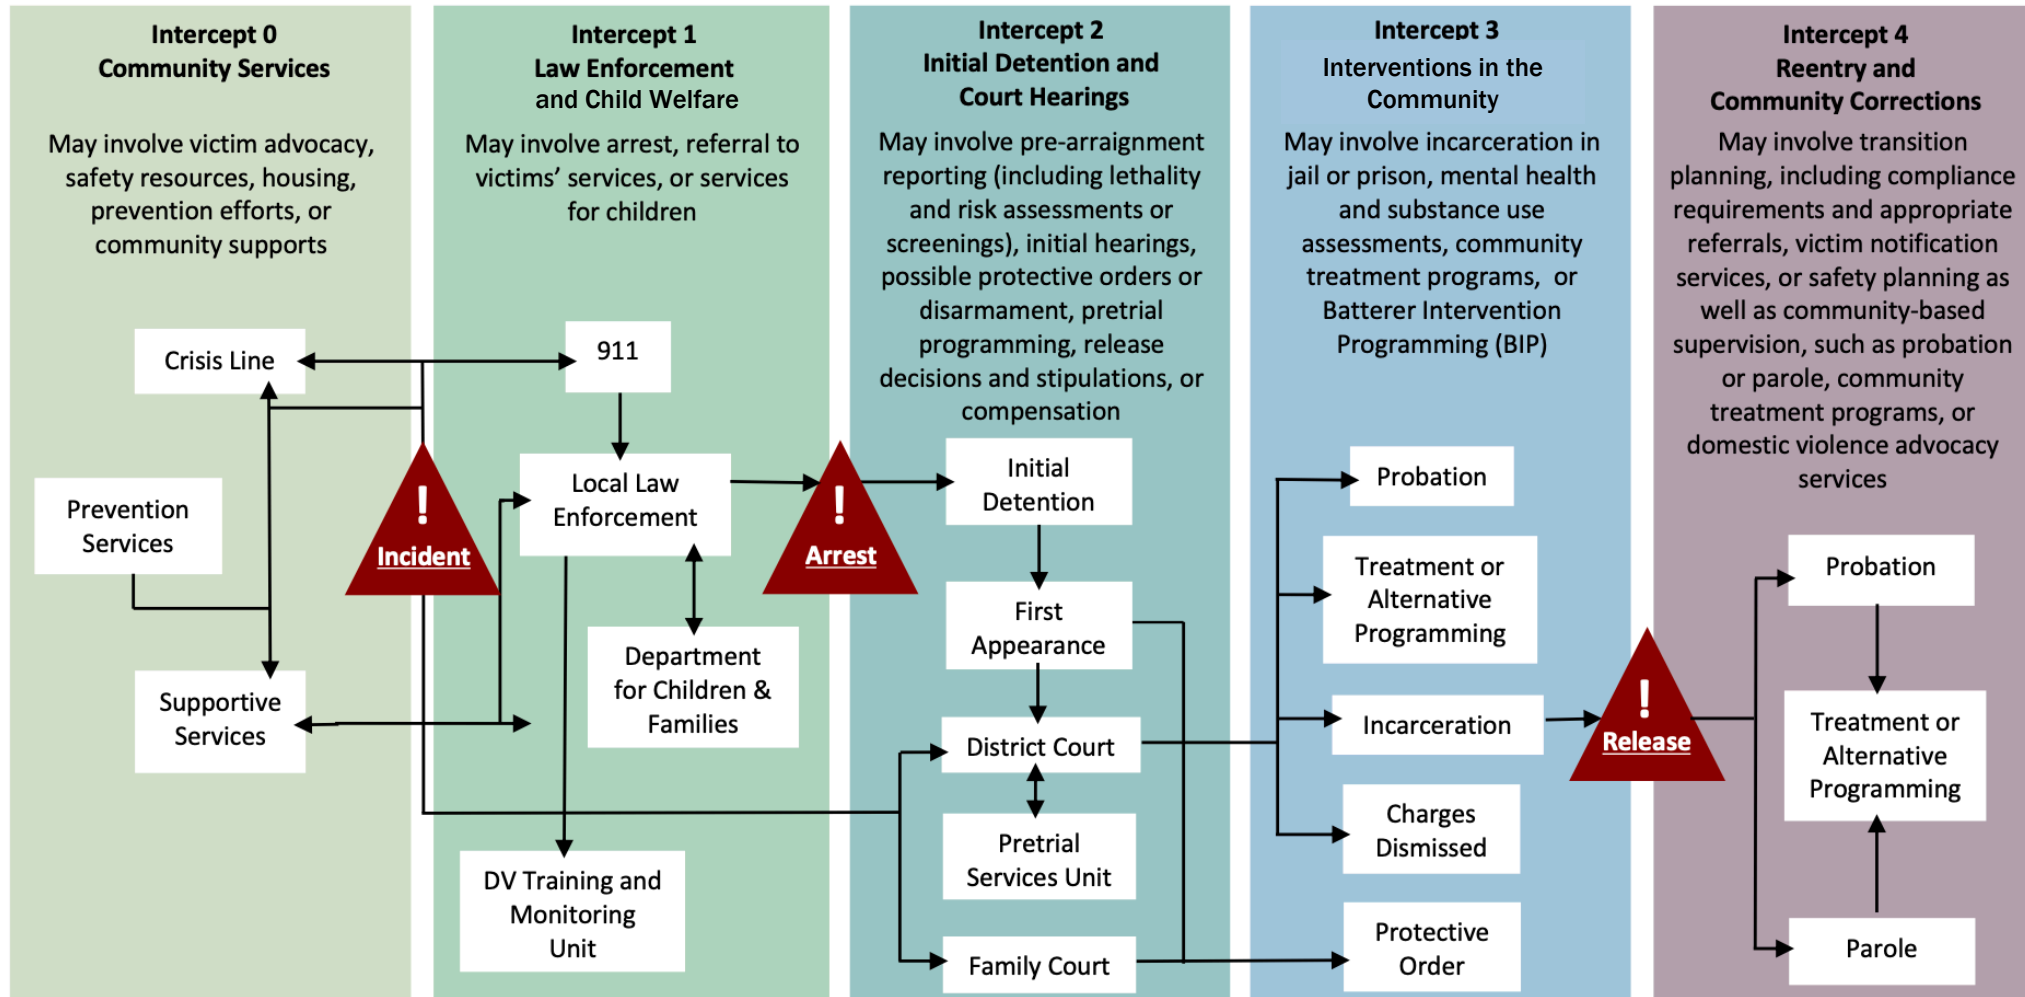 Intercept 0
Community Services
May involve victim advocacy,
safety resources, housing,
prevention efforts, or
community supports
Crisis Line
Prevention
Services
Supportive
Services
Intercept 1
Law Enforcement
and Child Welfare
May involve arrest, referral to
victims’ services, or services
for children
911
Local Law
Enforcement
Department
for Children &
Families
DV Training and
Monitoring
Unit
!
Incident
!
Arrest
Intercept 2
Initial Detention and
Court Hearings
May involve pre-arraignment
reporting (including lethality
and risk assessments or
screenings), initial hearings,
possible protective orders or
disarmament, pretrial
programming, release
decisions and stipulations, or
compensation
Initial
Detention
First
Appearance
District Court
Pretrial
Services Unit
Family Court
Intercept 3
Interventions in the
Community
May involve incarceration in
jail or prison, mental health
and substance use
assessments, community
treatment programs, or
Batterer Intervention
Programming (BIP)
Probation
Treatment or
Alternative
Programming
Incarceration
Charges
Dismissed
Protective
Order
!
Release
Intercept 4
Reentry and
Community Corrections
May involve transition
planning, including compliance
requirements and appropriate
referrals, victim notification
services, or safety planning as
well as community-based
supervision, such as probation
or parole, community
treatment programs, or
domestic violence advocacy
services
Probation
Treatment or
Alternative
Programming
Parole